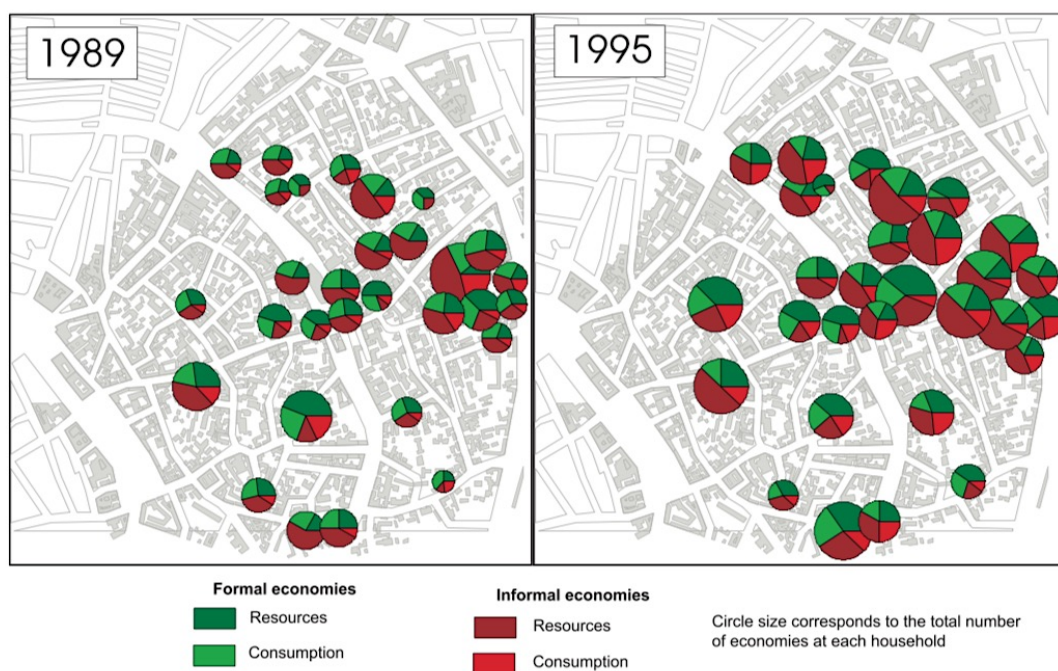 1989
1995
Formal economies
Resources
Consumption
Informal economies
Resources
Consumption
Circle size corresponds to the total number
of economies at each household